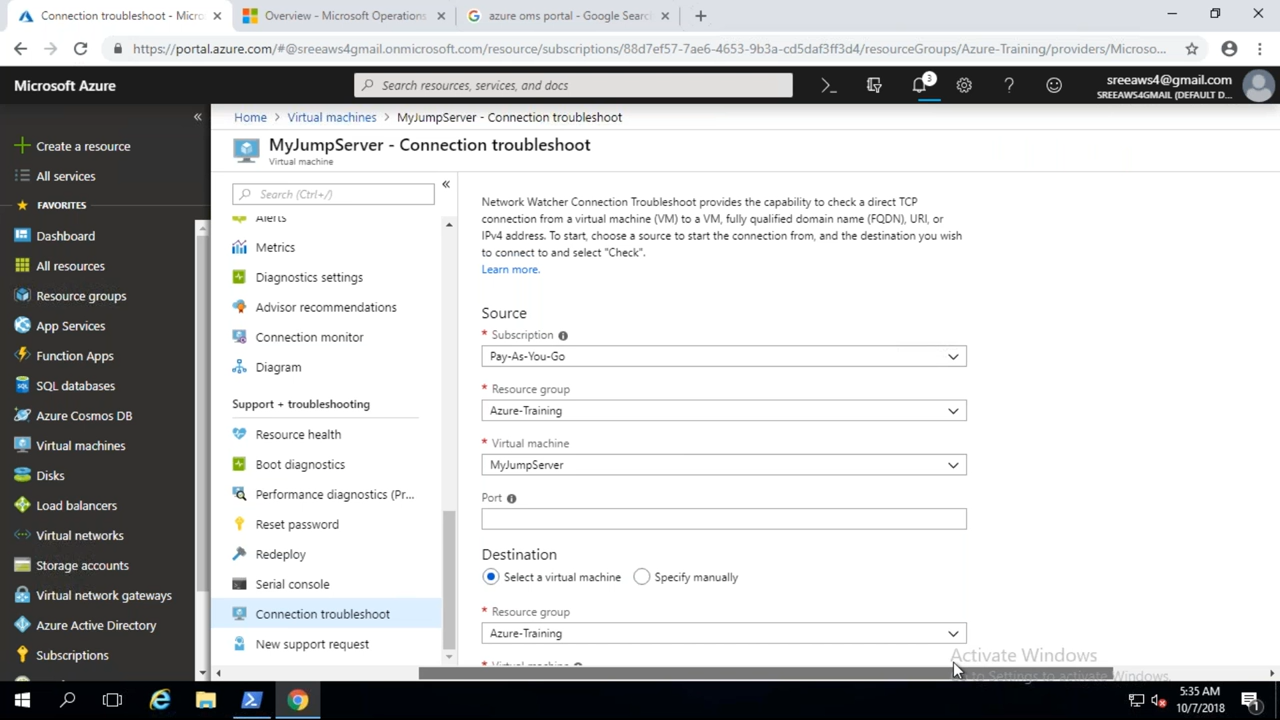 Connection troubleshoot - Micro
Overview - Microsoft Operations
azure oms portal - Google Search
https://portal.azure.com/#@sreeaws4gmail.onmicrosoft.com/resource/subscriptions/88d7ef57-7ae6-4653-9b3a-cd5daf3ff3d4/resourceGroups/Azure-Training/providers/Microso...
Microsoft Azure
Search resources, services, and docs
3
sreeaws4@gmail.com
SREEAWS4GMAIL (DEFAULT D...
Create a resource
All services
FAVORITES
Dashboard
All resources
Resource groups
App Services
Function Apps
SQL databases
Azure Cosmos DB
Virtual machines
Disks
Load balancers
Virtual networks
Storage accounts
Virtual network gateways
Azure Active Directory
Subscriptions
Home > Virtual machines > MyJumpServer - Connection troubleshoot
MyJumpServer - Connection troubleshoot
Virtual machine
Search (Ctrl+/)
Alerts
Metrics
Diagnostics settings
Advisor recommendations
Connection monitor
Diagram
Support + troubleshooting
Resource health
Boot diagnostics
Performance diagnostics (Pr...
Reset password
Redeploy
Serial console
Connection troubleshoot
New support request
Network Watcher Connection Troubleshoot provides the capability to check a direct TCP
connection from a virtual machine (VM) to a VM, fully qualified domain name (FQDN), URI, or
IPv4 address. To start, choose a source to start the connection from, and the destination you wish
to connect to and select "Check".
Learn more.
Source
* Subscription
Pay-As-You-Go
* Resource group
Azure-Training
* Virtual machine
MyJumpServer
Port
Destination
Select a virtual machine
Specify manually
* Resource group
Azure-Training
* Virtual machine
Activate Windows
Go to Settings to activate Windows.
5:35 AM
10/7/2018
1